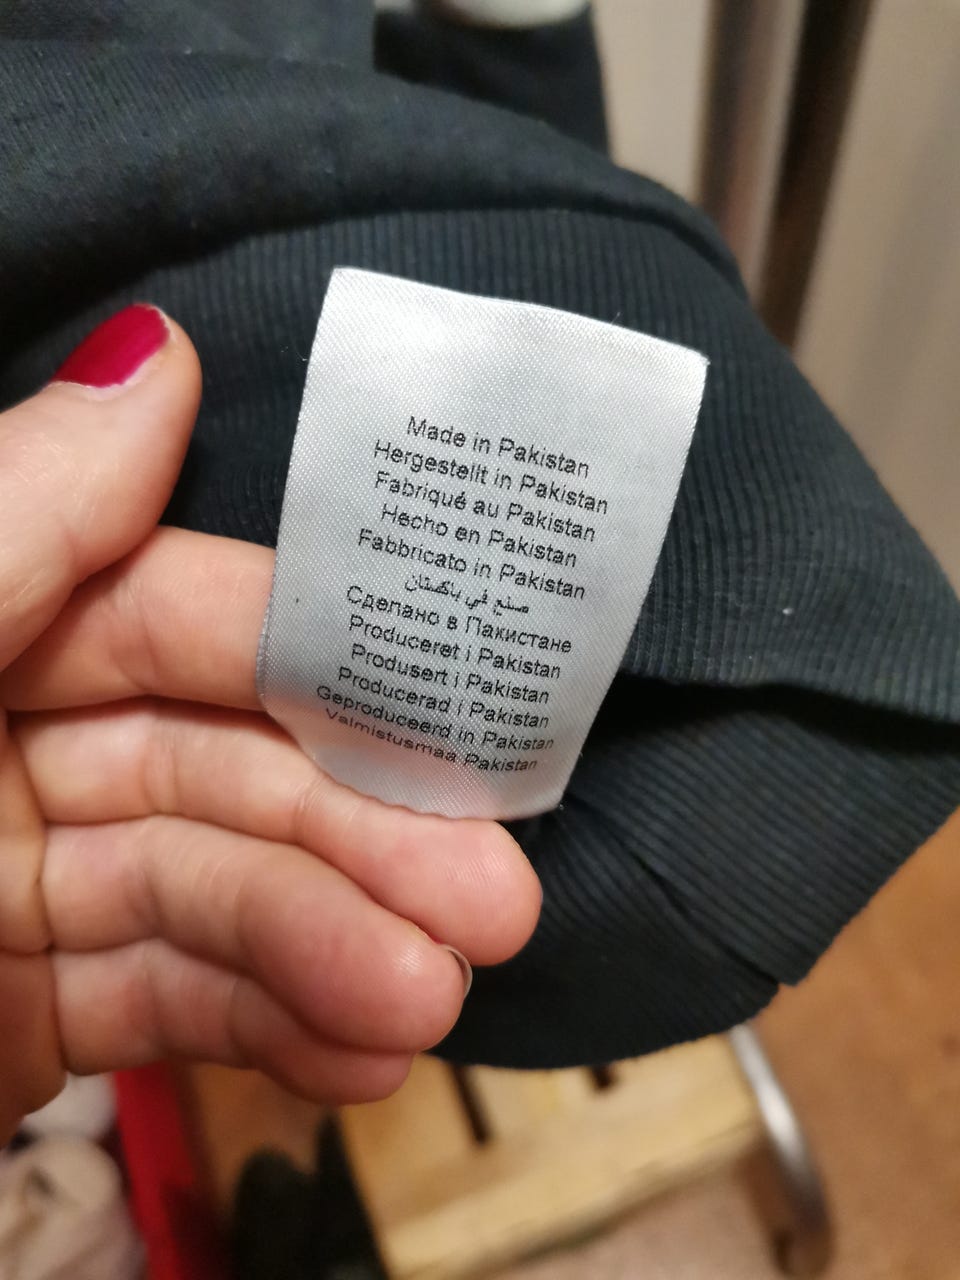 Made in Pakistan
Hergestellt in Pakistan
Fabriqué au Pakistan
Hecho en Pakistan
Fabbricato in Pakistan
صنع في باكستان
Сделано в Пакистане
Produceret i Pakistan
Produsert i Pakistan
Producerad i Pakistan
Geproduceerd in Pakistan
Valmistusmaa Pakistan